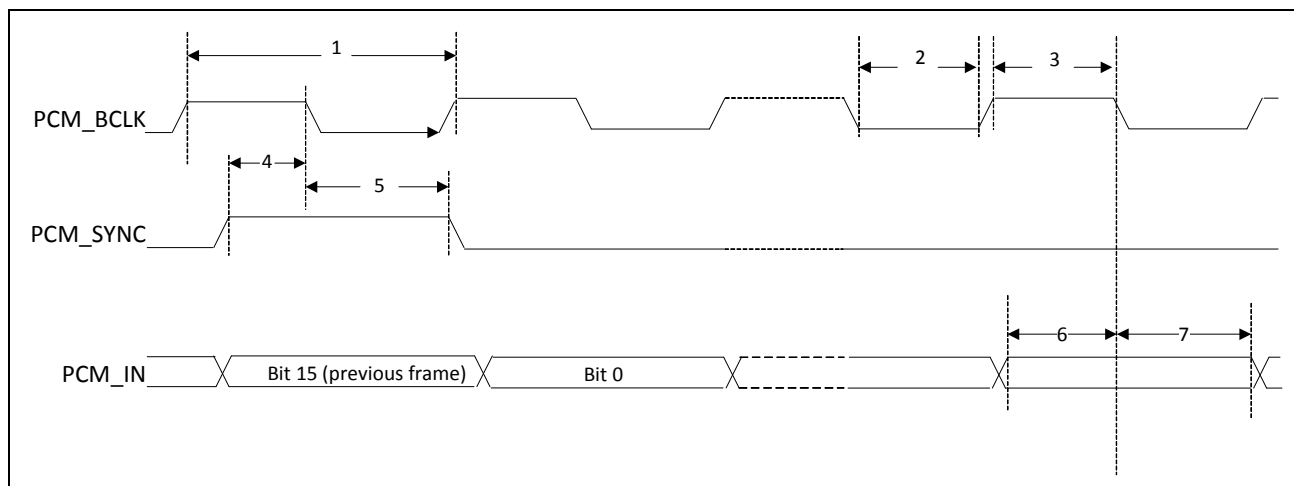 1
2
3
PCM_BCLK
4
5
PCM_SYNC
6
7
PCM_IN
Bit 15 (previous frame)
Bit 0